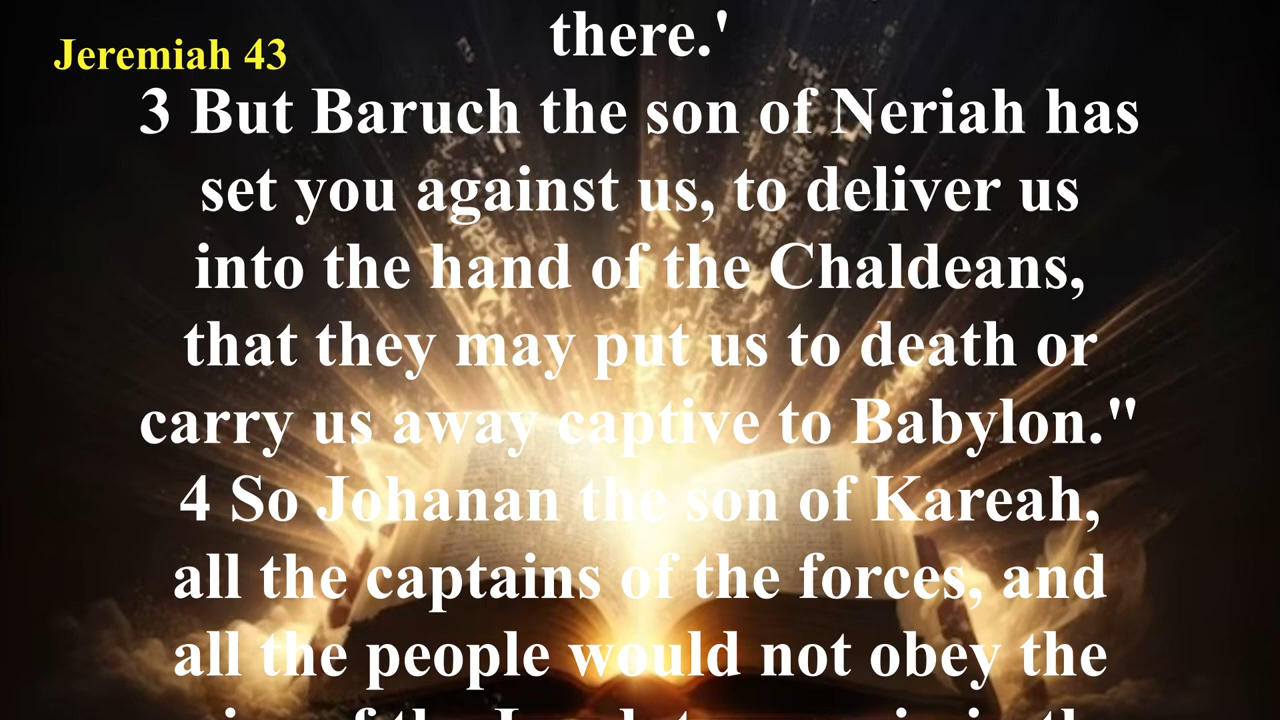 there.'
Jeremiah 43
3 But Baruch the son of Neriah has
set you against us, to deliver us
into the hand of the Chaldeans,
that they may put us to death or
carry us away captive to Babylon."
4 So Johanan the son of Kareah,
all the captains of the forces, and
all the people would not obey the